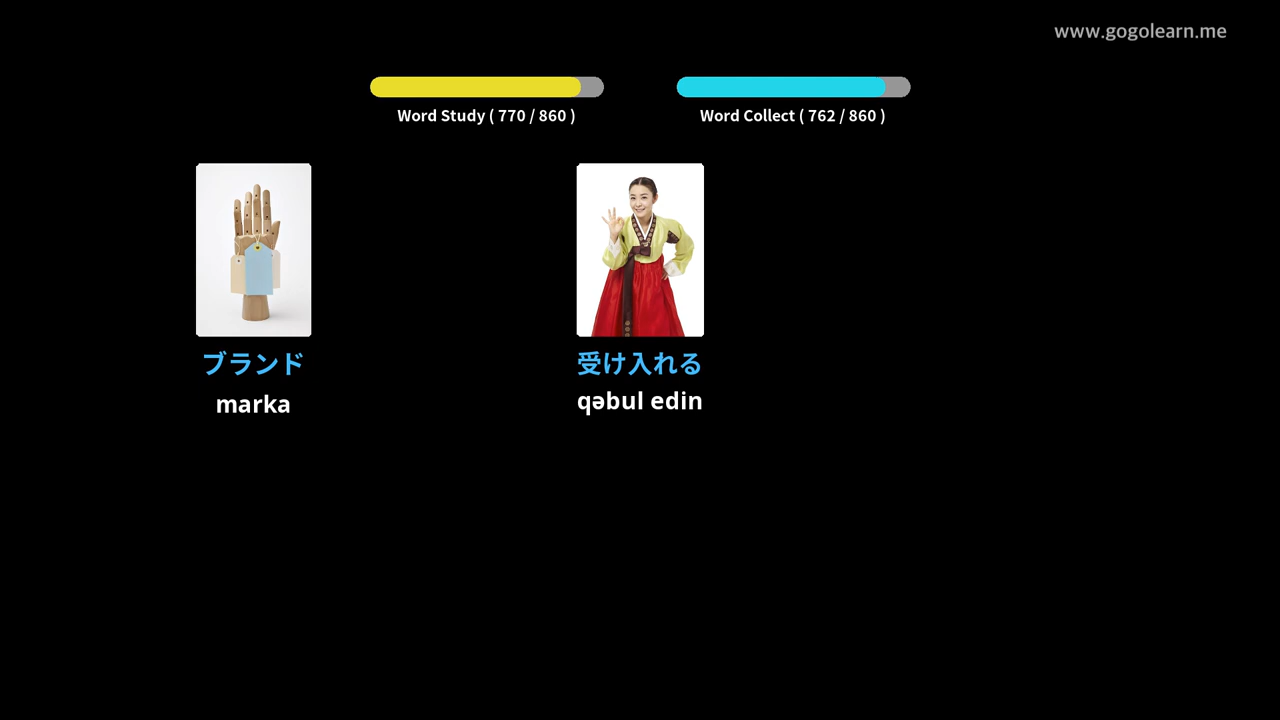 www.gogolearn.me
Word Study ( 770 / 860 )
Word Collect ( 762 / 860 )
ブランド
marka
受け入れる
qəbul edin